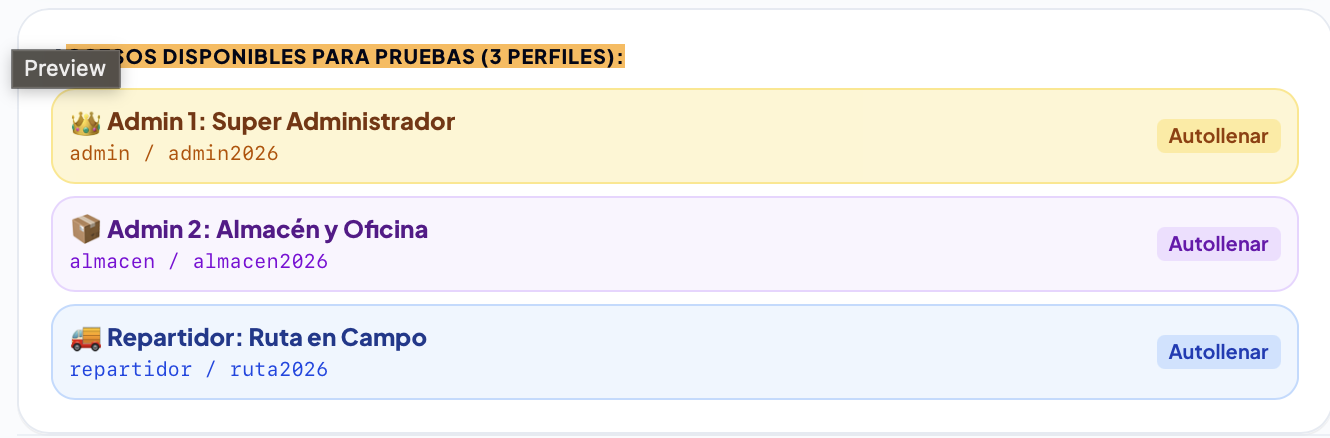 SOS DISPONIBLES PARA PRUEBAS (3 PERFILES):
Preview
Admin 1: Super Administrador
admin / admin2026
Autollenar
Admin 2: Almacén y Oficina
almacen / almacen2026
Autollenar
Repartidor: Ruta en Campo
repartidor / ruta2026
Autollenar